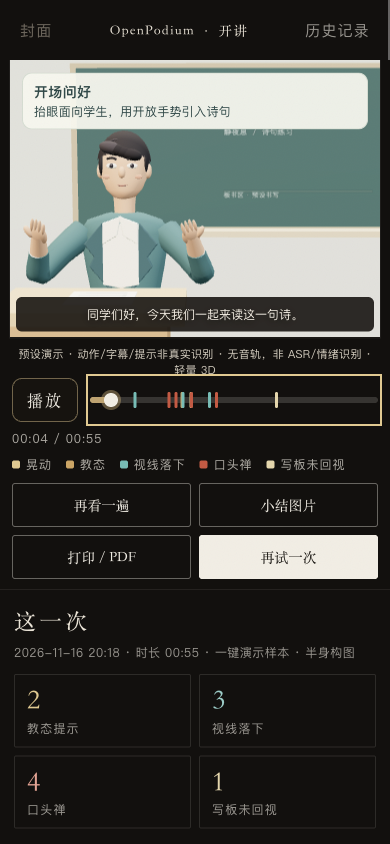 封面
OpenPodium · 开讲
历史记录
开场问好
抬眼面向学生，用开放手势引入诗句
静夜思 / 诗句练习
同学们好，今天我们一起来读这一句诗。
预设演示 · 动作/字幕/提示非真实识别 · 无音轨，非 ASR/情绪识别 ·
轻量 3D
播放
00:04 / 00:55
晃动
教态
视线落下
口头禅
写板未回视
再看一遍
小结图片
打印 / PDF
再试一次
这一次
2026-11-16 20:18 · 时长 00:55 · 一键演示样本 · 半身构图
2
教态提示
3
视线落下
4
口头禅
1
写板未回视